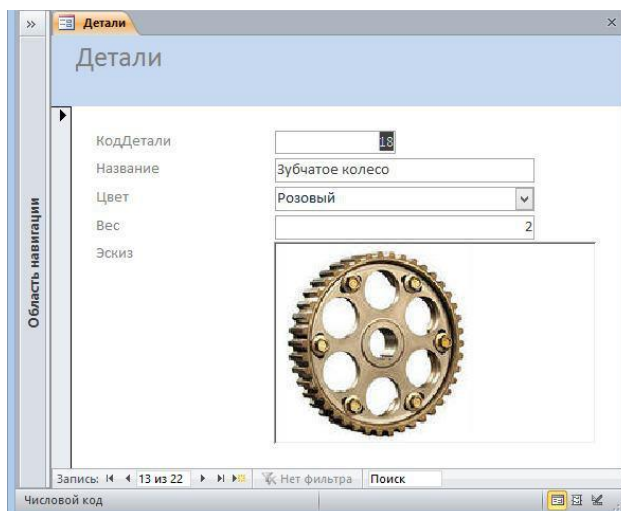 Детали
Детали
КодДетали 18
Название Зубчатое колесо
Цвет Розовый
Вес 2
Эскиз
Область навигации
Запись: 13 из 22 Нет фильтра Поиск
Числовой код